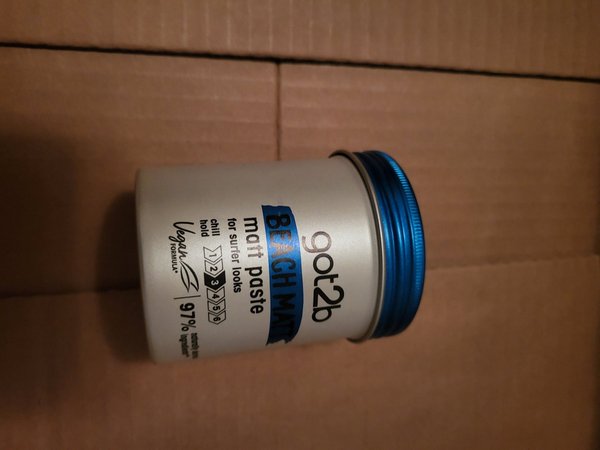 got2b
BEACH MATT
matt paste
for surfer looks
chill
hold
1 2 3 4 5 6
Vegan
FORMULA*
97%